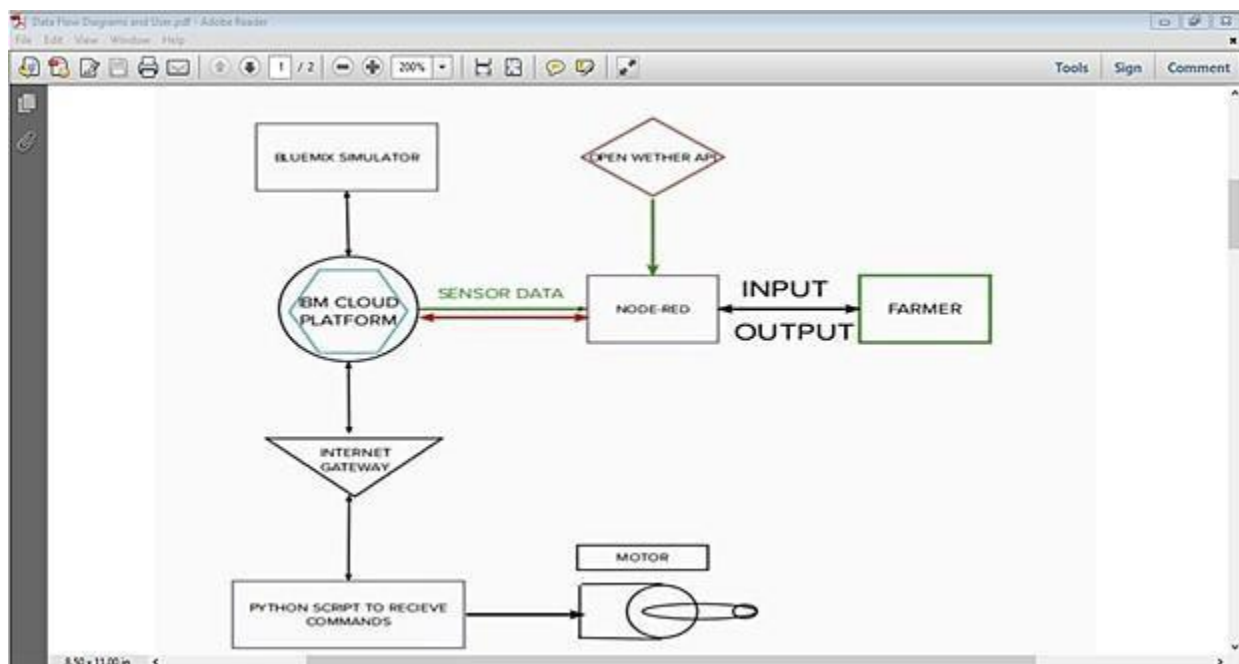 Data Flow Diagrams and User.pdf - Adobe Reader
File Edit View Window Help
1 / 2 200% Tools Sign Comment
BLUEMIX SIMULATOR
OPEN WETHER API
IBM CLOUD
PLATFORM
SENSOR DATA
NODE-RED
INPUT
OUTPUT
FARMER
INTERNET
GATEWAY
PYTHON SCRIPT TO RECIEVE
COMMANDS
MOTOR
8.50 x 11.00 in